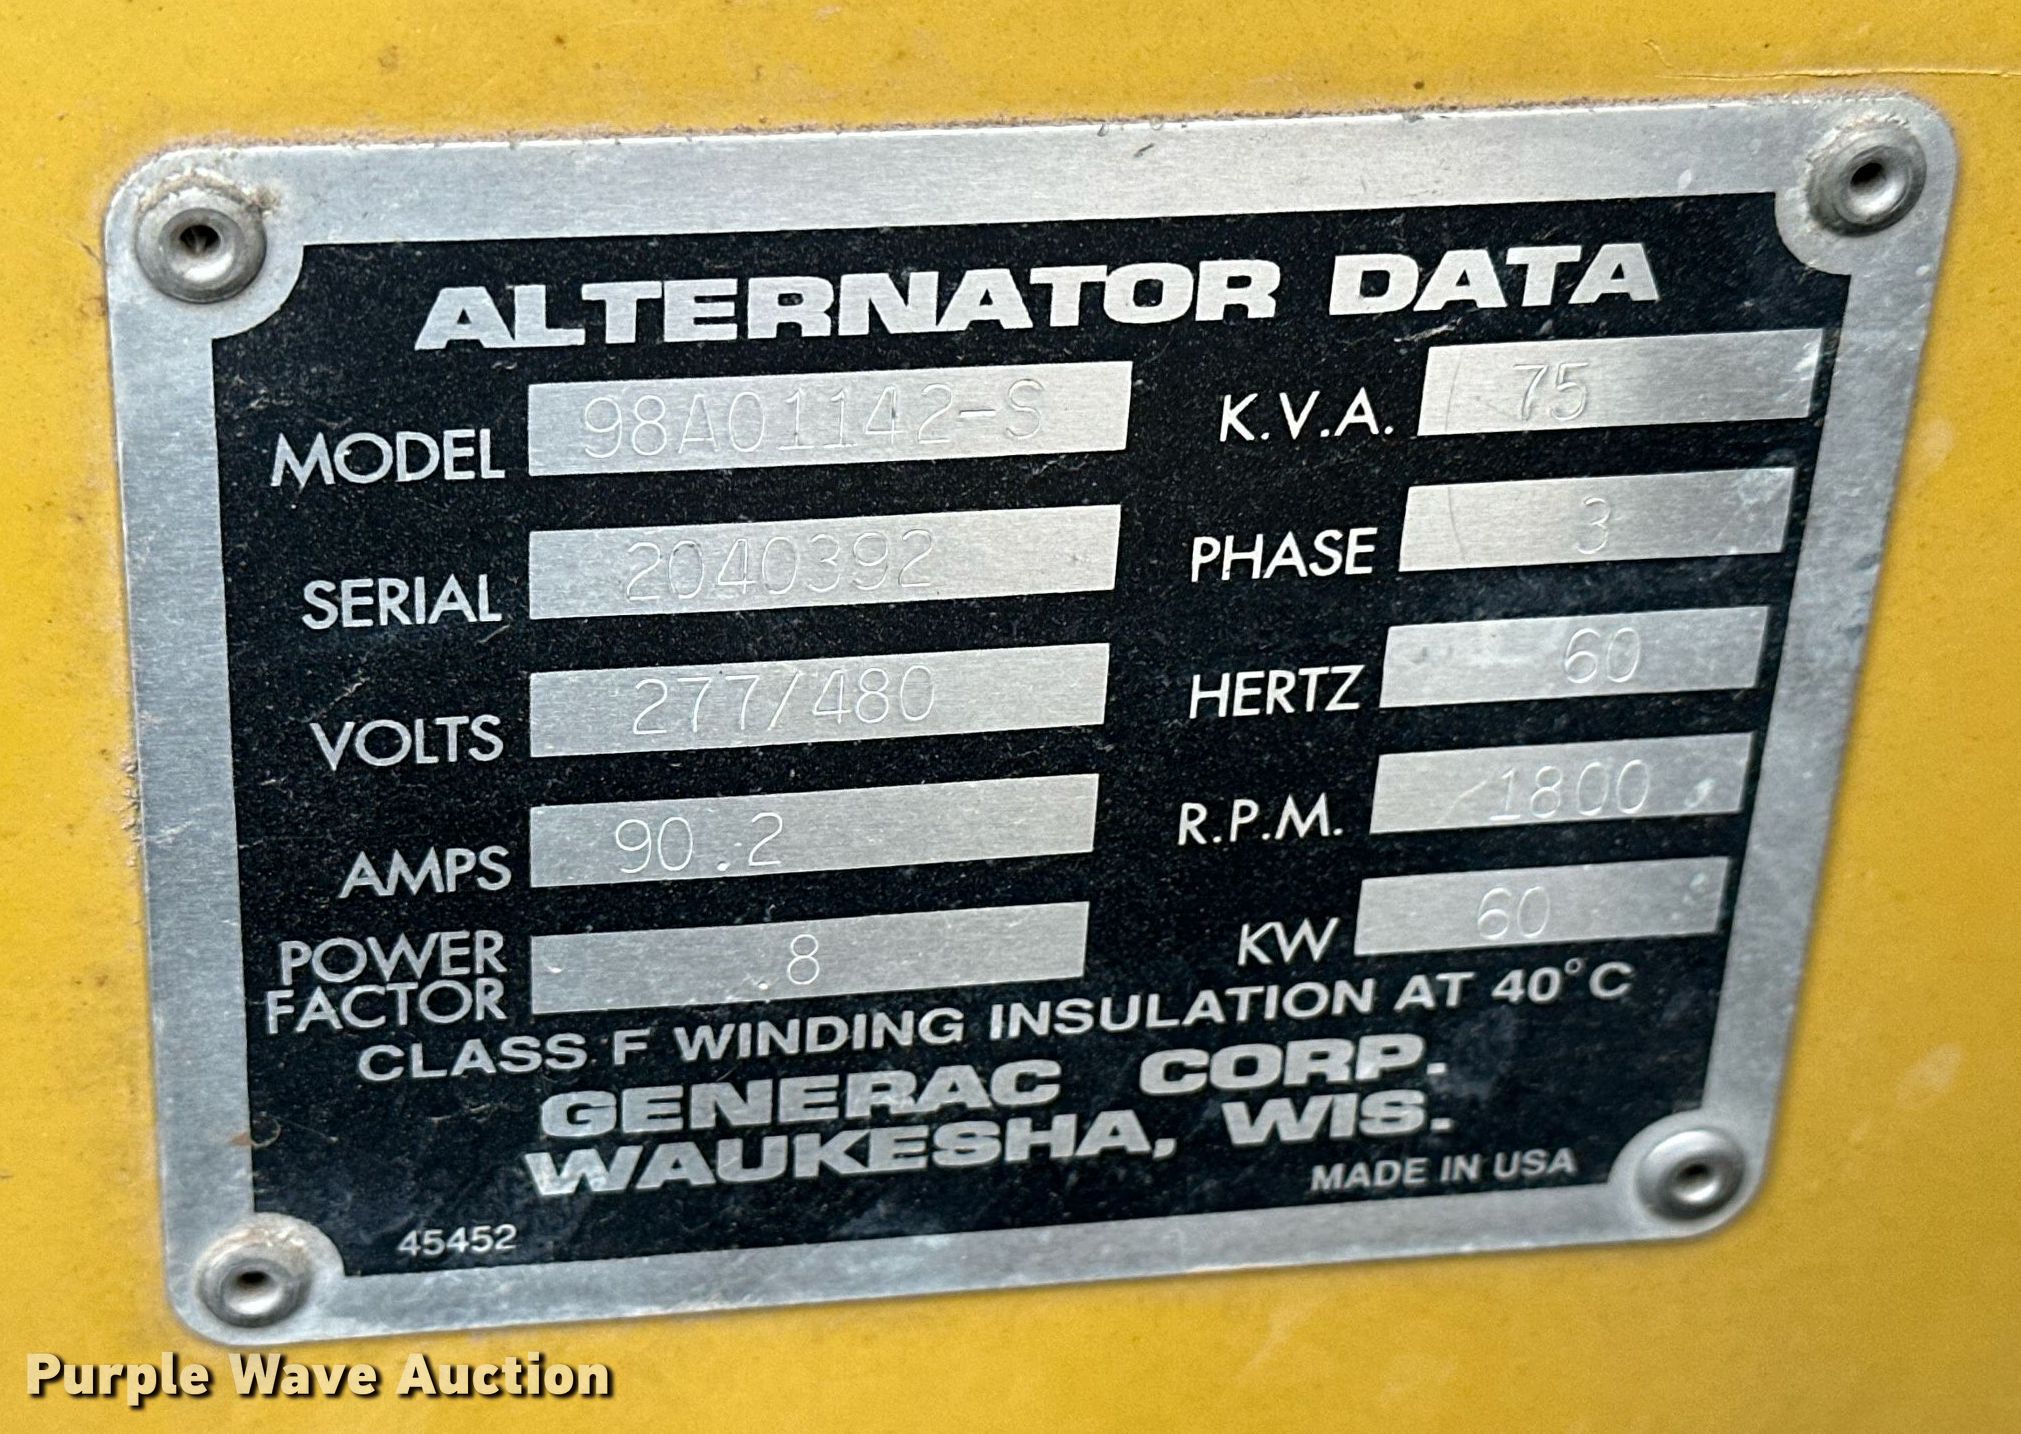 ALTERNATOR DATA
MODEL 98A01142-S
K.V.A. 75
SERIAL 2040392
PHASE 3
VOLTS 277/480
HERTZ 60
AMPS 90.2
R.P.M. /1800
POWER
FACTOR .8
KW 60
CLASS F WINDING INSULATION AT 40°C
GENERAC CORP.
WAUKESHA, WIS.
MADE IN USA
45452
Purple Wave Auction